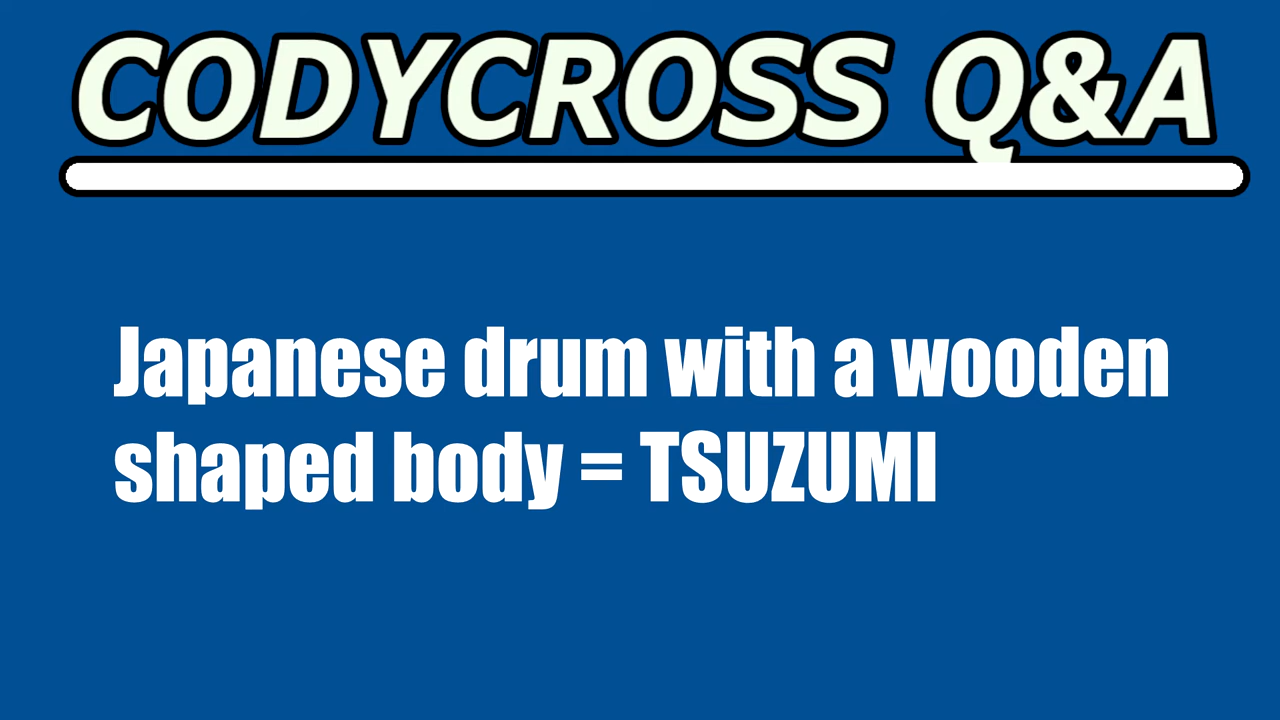 CODYCROSS Q&A
Japanese drum with a wooden
shaped body = TSUZUMI